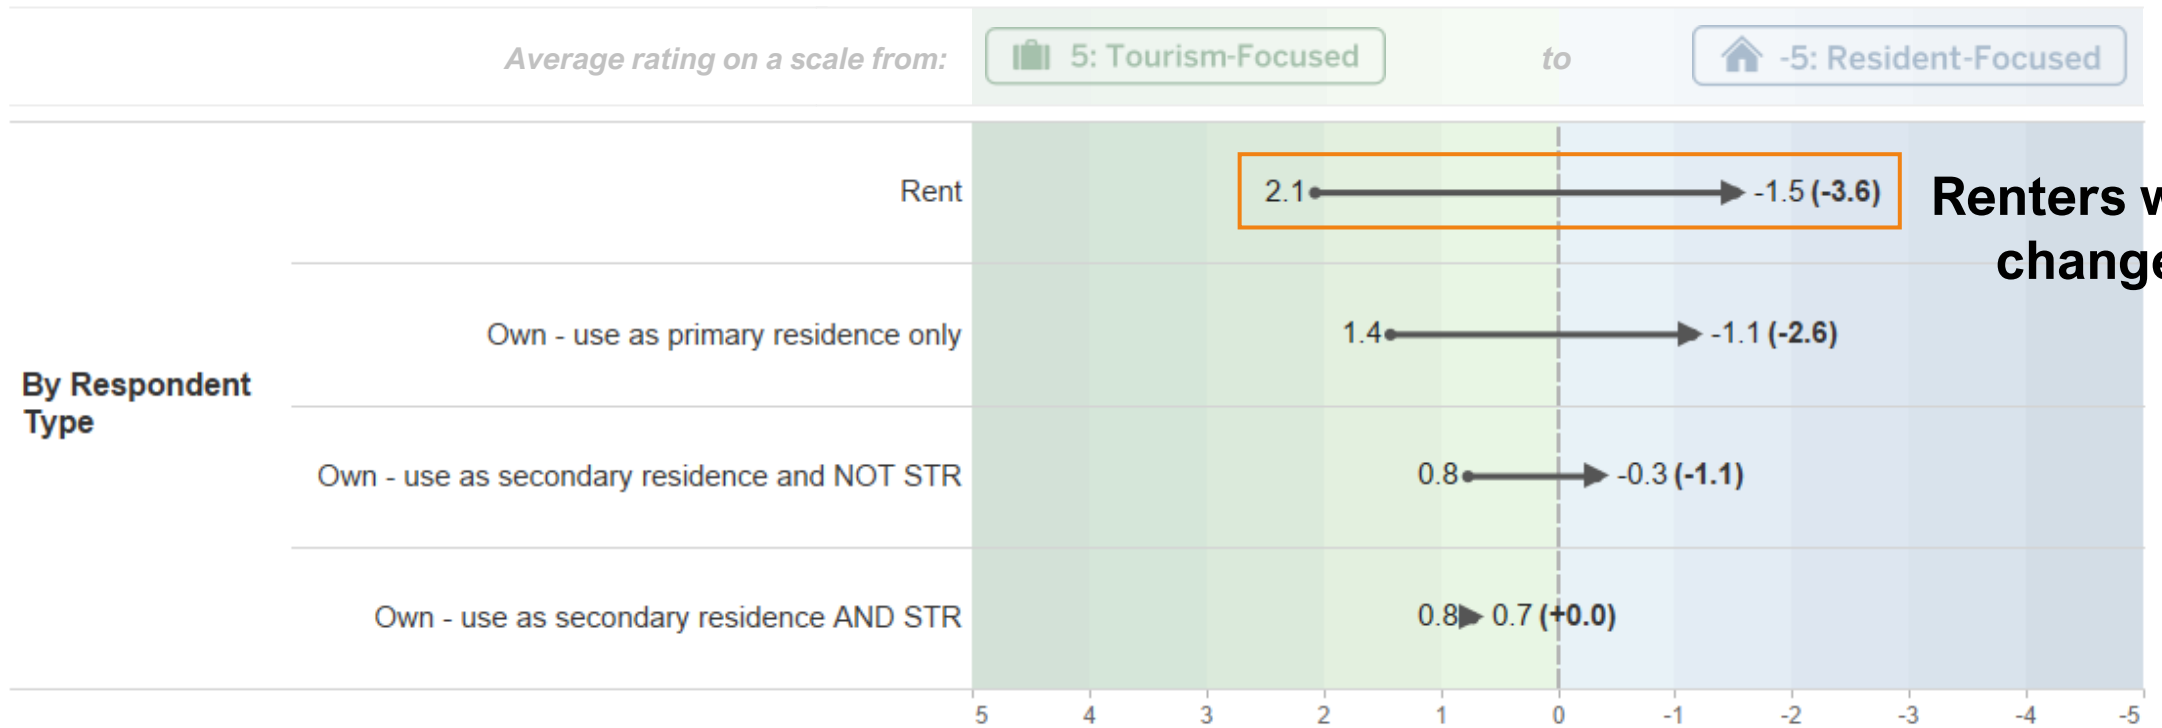 Average rating on a scale from: 5: Tourism-Focused to -5: Resident-Focused
Rent 2.1 -1.5 (-3.6)
Renters
change
Own - use as primary residence only 1.4 -1.1 (-2.6)
By Respondent
Type
Own - use as secondary residence and NOT STR 0.8 -0.3 (-1.1)
Own - use as secondary residence AND STR 0.8 0.7 (+0.0)
5 4 3 2 1 0 -1 -2 -3 -4 -5